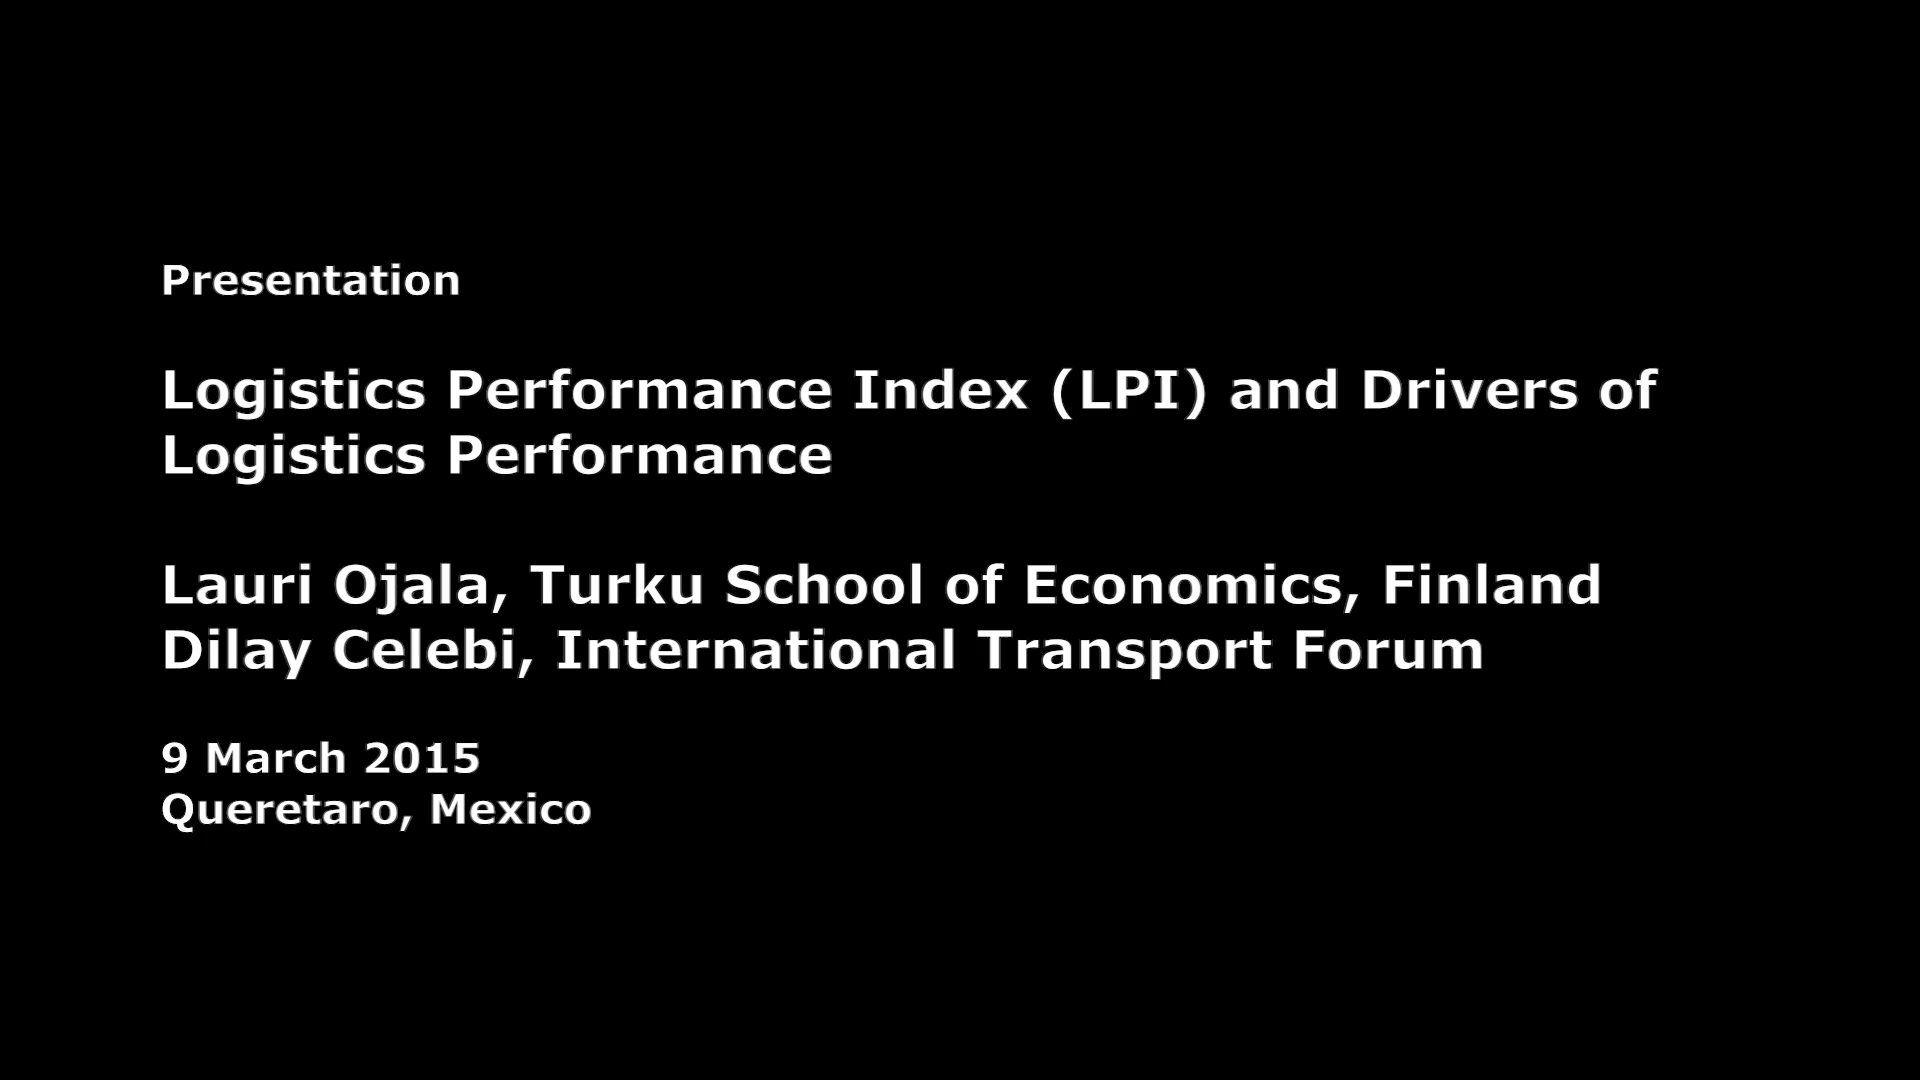 Presentation
Logistics Performance Index (LPI) and Drivers of
Logistics Performance
Lauri Ojala, Turku School of Economics, Finland
Dilay Celebi, International Transport Forum
9 March 2015
Queretaro, Mexico